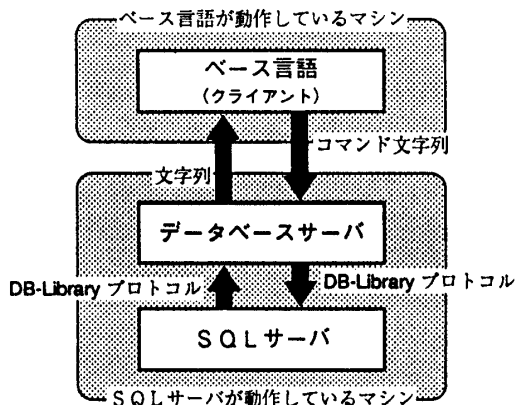 ベース言語が動作しているマシン
ベース言語
(クライアント)
コマンド文字列
文字列
データベースサーバ
DB-Library プロトコル
DB-Library プロトコル
SQLサーバ
SQLサーバが動作しているマシン